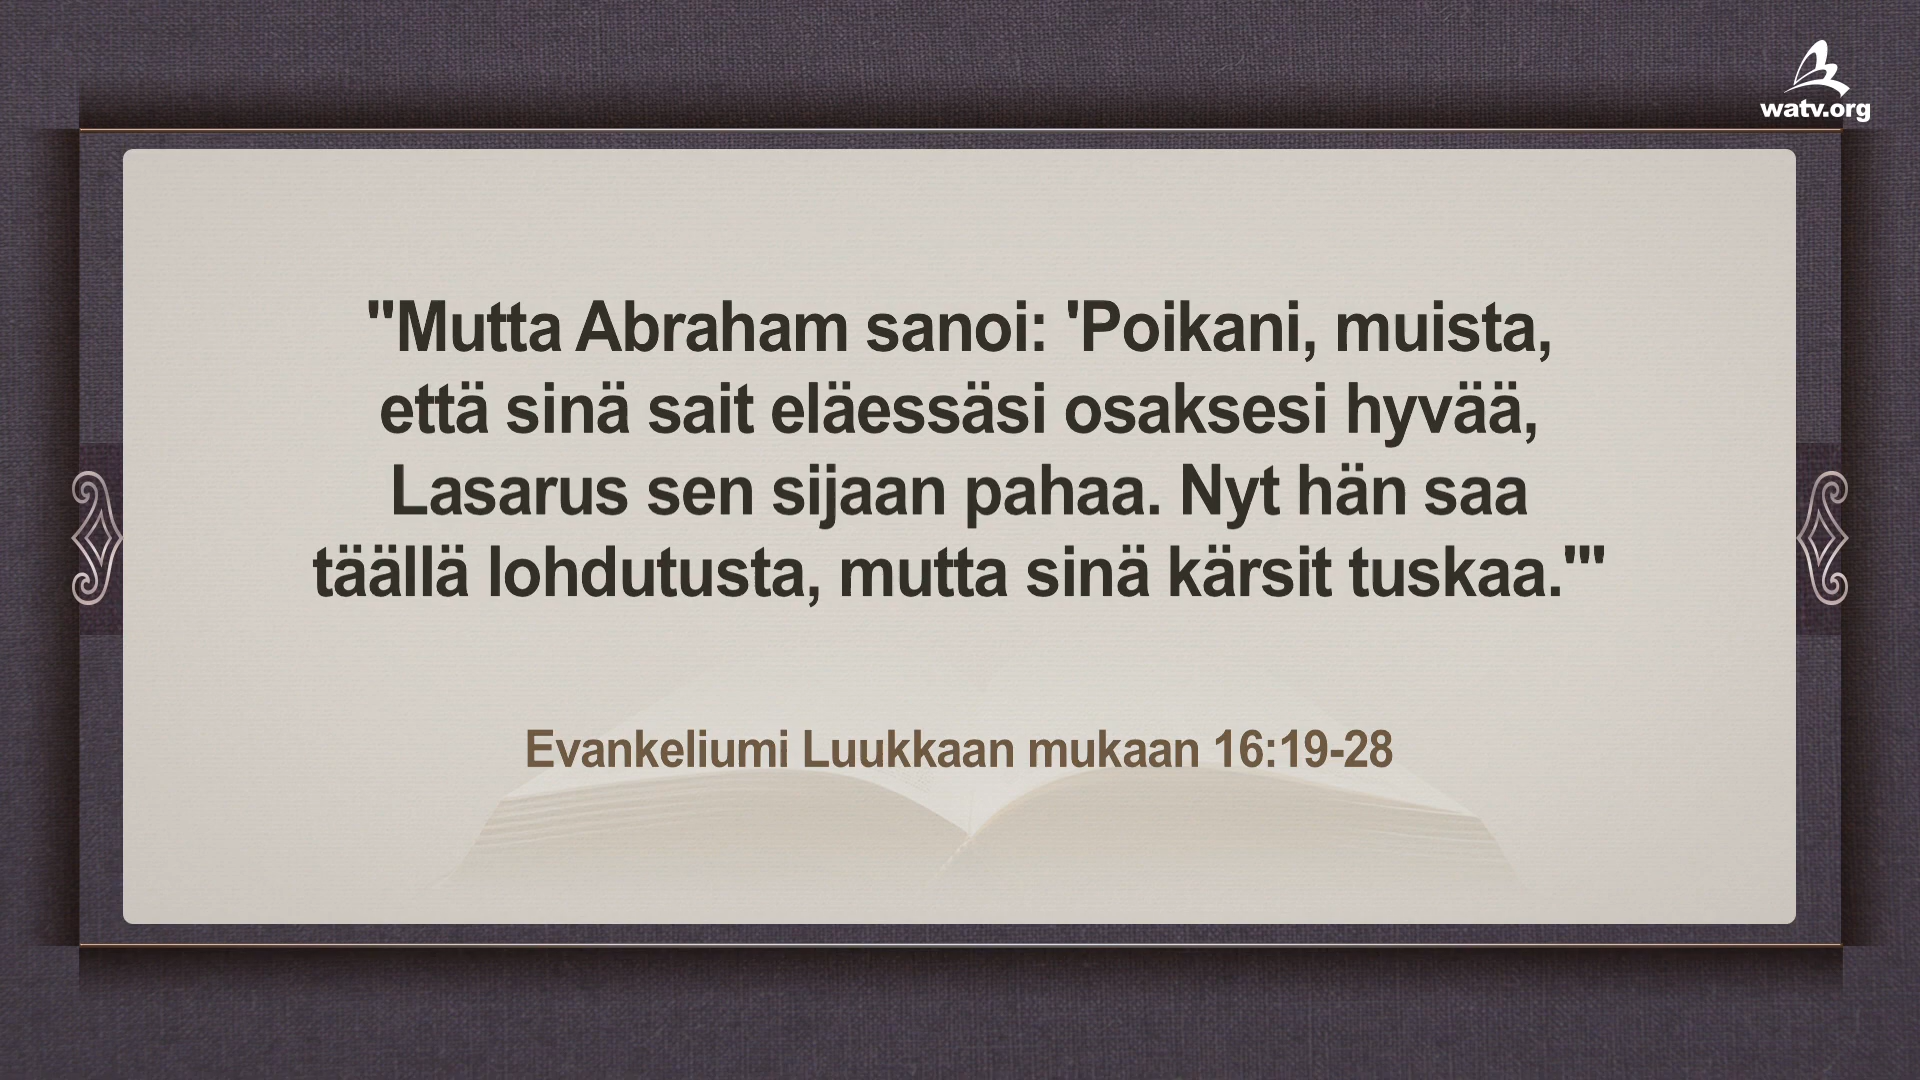 watv.org
"Mutta Abraham sanoi: 'Poikani, muista,
että sinä sait eläessäsi osaksesi hyvää,
Lasarus sen sijaan pahaa. Nyt hän saa
täällä lohdutusta, mutta sinä kärsit tuskaa.'"
Evankeliumi Luukkaan mukaan 16:19-28